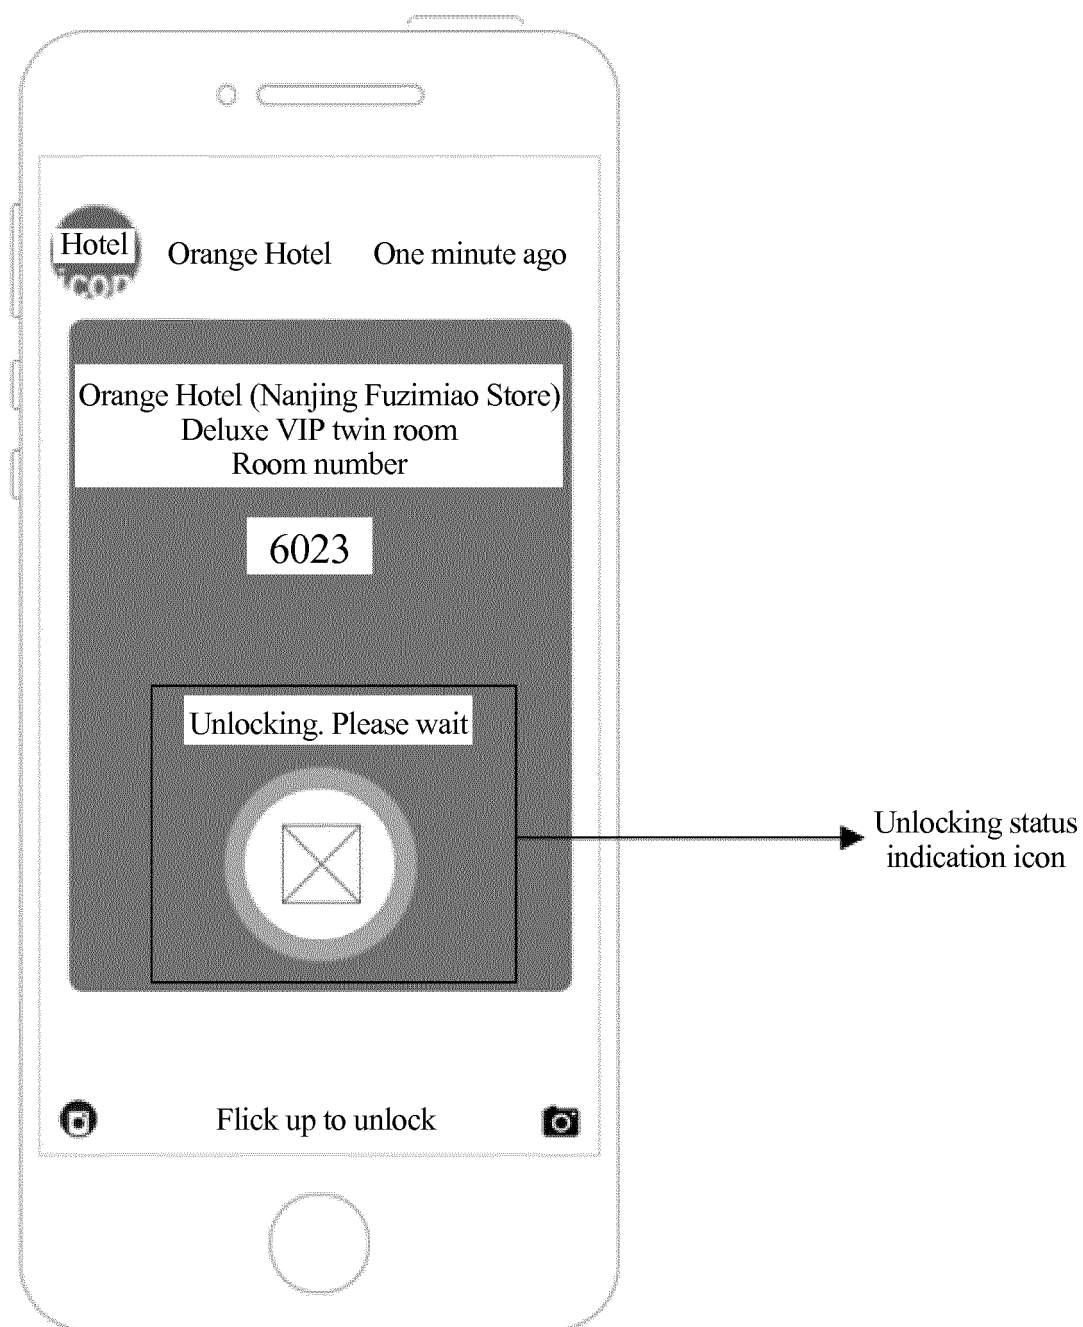 Hotel
icon
Orange Hotel
One minute ago
Orange Hotel (Nanjing Fuzimiao Store)
Deluxe VIP twin room
Room number
6023
Unlocking. Please wait
Unlocking status
indication icon
Flick up to unlock